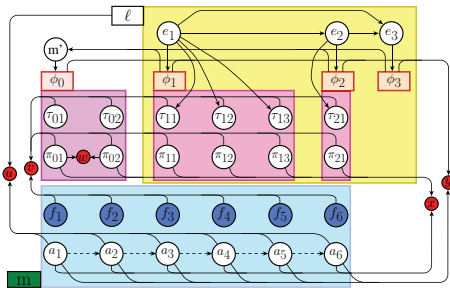 ℓ
m' e₁ e₂ e₃
ϕ₀ ϕ₁ ϕ₂ ϕ₃
τ₀₁ τ₀₂ τ₁₁ τ₁₂ τ₁₃ τ₂₁
π₀₁ w π₀₂ π₁₁ π₁₂ π₁₃ π₂₁
u v
x
f₁ f₂ f₃ f₄ f₅ f₆
a₁ a₂ a₃ a₄ a₅ a₆
m